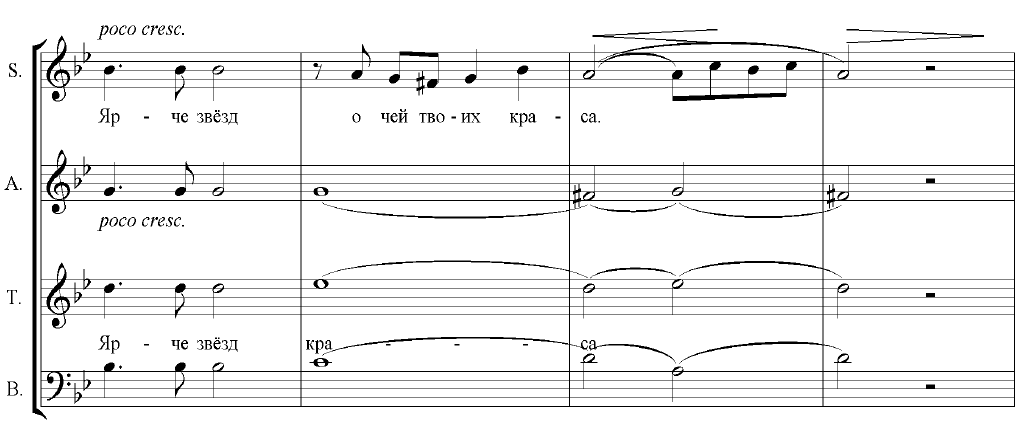 poco cresc.
S.
Яр - че звёзд о чей тво - их кра - са.
A.
poco cresc.
T.
Яр - че звёзд кра - - - са
B.